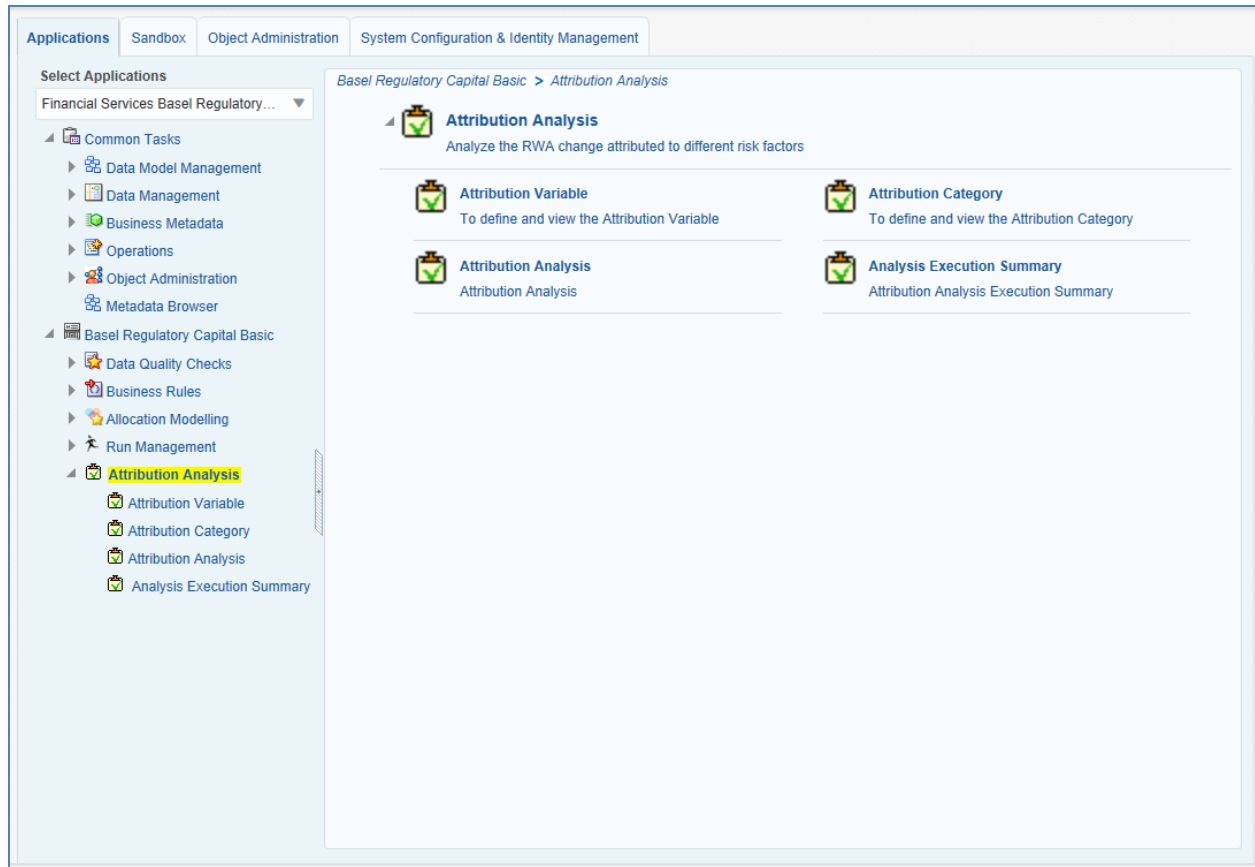 Applications Sandbox Object Administration System Configuration & Identity Management
Select Applications
Financial Services Basel Regulatory...
Common Tasks
Data Model Management
Data Management
Business Metadata
Operations
Object Administration
Metadata Browser
Basel Regulatory Capital Basic
Data Quality Checks
Business Rules
Allocation Modelling
Run Management
Attribution Analysis
Attribution Variable
Attribution Category
Attribution Analysis
Analysis Execution Summary
Basel Regulatory Capital Basic > Attribution Analysis
Attribution Analysis
Analyze the RWA change attributed to different risk factors
Attribution Variable
To define and view the Attribution Variable
Attribution Category
To define and view the Attribution Category
Attribution Analysis
Attribution Analysis
Analysis Execution Summary
Attribution Analysis Execution Summary